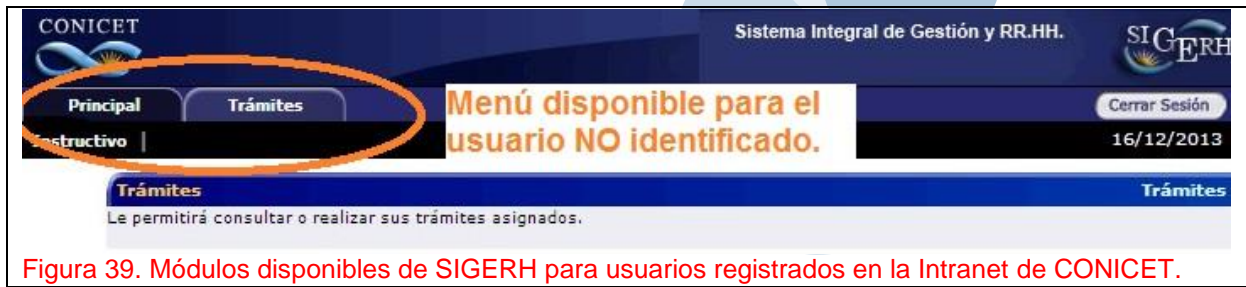 CONICET
Sistema Integral de Gestión y RR.HH.
SIGERH
Principal Trámites
Menú disponible para el
usuario NO identificado.
Cerrar Sesión
Instructivo |
16/12/2013
Trámites Trámites
Le permitirá consultar o realizar sus trámites asignados.
Figura 39. Módulos disponibles de SIGERH para usuarios registrados en la Intranet de CONICET.